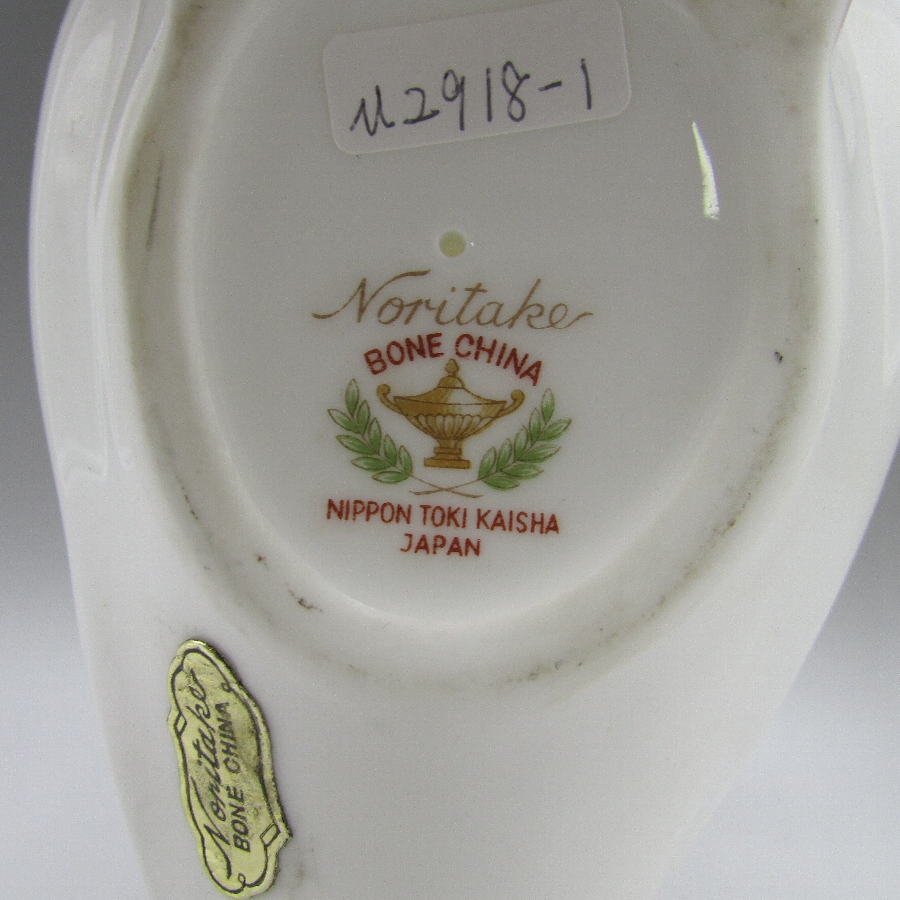 U2918-1
Noritake
BONE CHINA
NIPPON TOKI KAISHA
JAPAN
Noritake
BONE CHINA